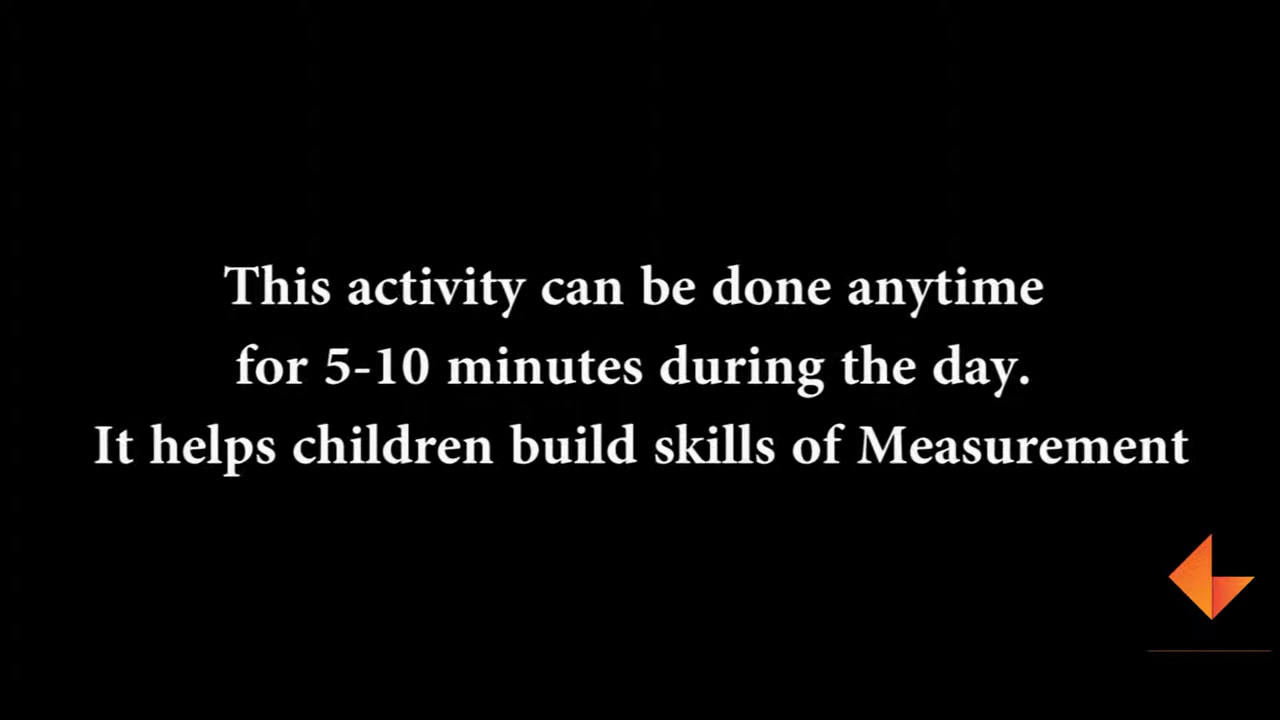 This activity can be done anytime
for 5-10 minutes during the day.
It helps children build skills of Measurement